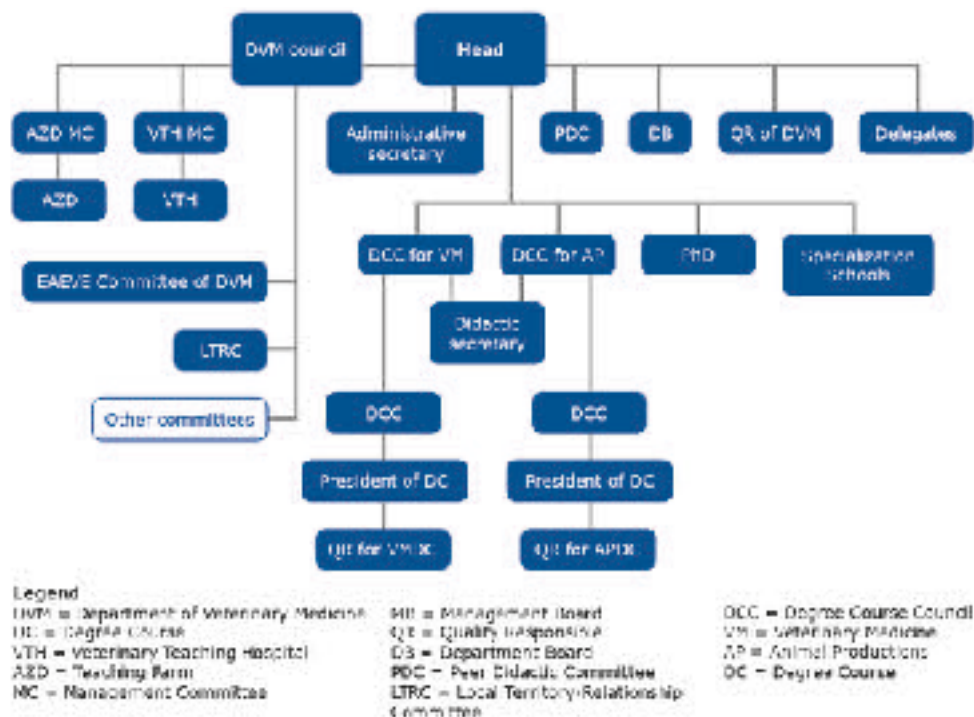 DVM council
Head
AZD MC
VTH MC
Administrative
secretary
PDC
DB
QR of DVM
Delegates
AZD
VTH
DCC for VM
DCC for AP
PhD
Specialization
Schools
EAEVE Committee of DVM
Didactic
secretary
LTRC
Other committees
DCC
DCC
President of DC
President of DC
QR for VMDC
QR for APDC
Legend
DVM = Department of Veterinary Medicine
DC = Degree Course
VTH = Veterinary Teaching Hospital
AZD = Teaching Farm
MC = Management Committee
MB = Management Board
QR = Quality Responsible
DB = Department Board
PDC = Peer Didactic Committee
LTRC = Local Territory-Relationship
Committee
DCC = Degree Course Council
VM = Veterinary Medicine
AP = Animal Productions
DC = Degree Course